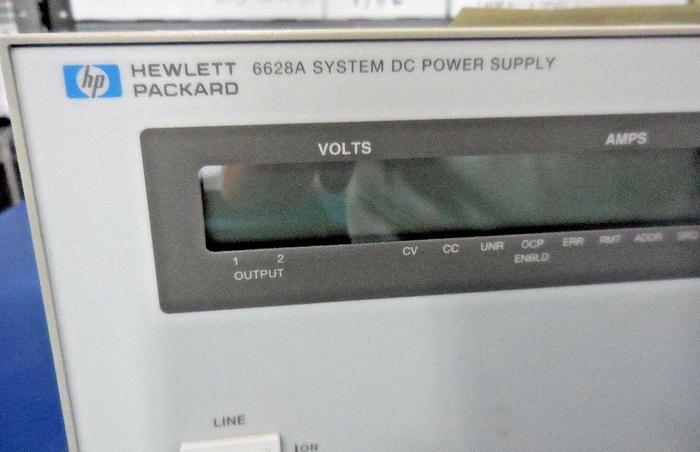 hp HEWLETT PACKARD 6628A SYSTEM DC POWER SUPPLY
VOLTS AMPS
CV CC UNR OCP ENBLD ERR RMT ADDR SRQ
1 2
OUTPUT
LINE
ON